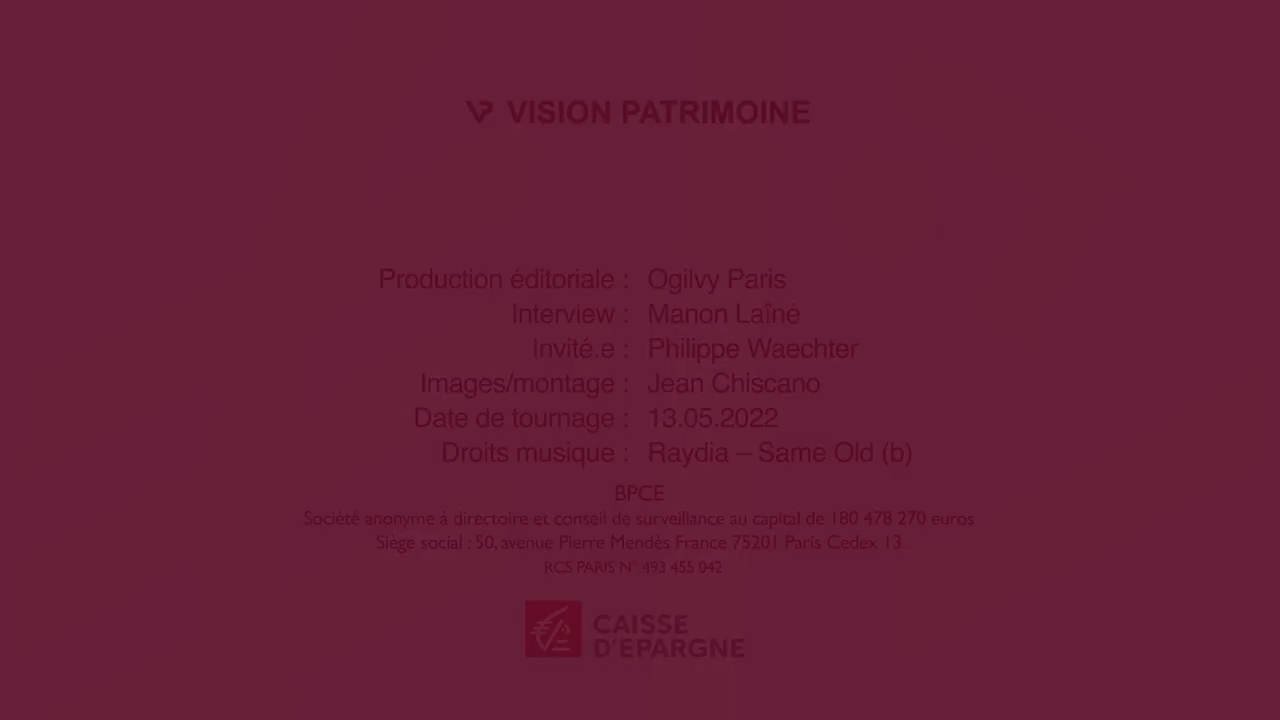 VISION PATRIMOINE
Production éditoriale : Ogilvy Paris
Interview : Manon Laîné
Invité.e : Philippe Waechter
Images/montage : Jean Chiscano
Date de tournage : 13.05.2022
Droits musique : Raydia – Same Old (b)
BPCE
Société anonyme à directoire et conseil de surveillance au capital de 180 478 270 euros
Siège social : 50, avenue Pierre Mendès France 75201 Paris Cedex 13
RCS PARIS N° 493 455 042
CAISSE
D'EPARGNE